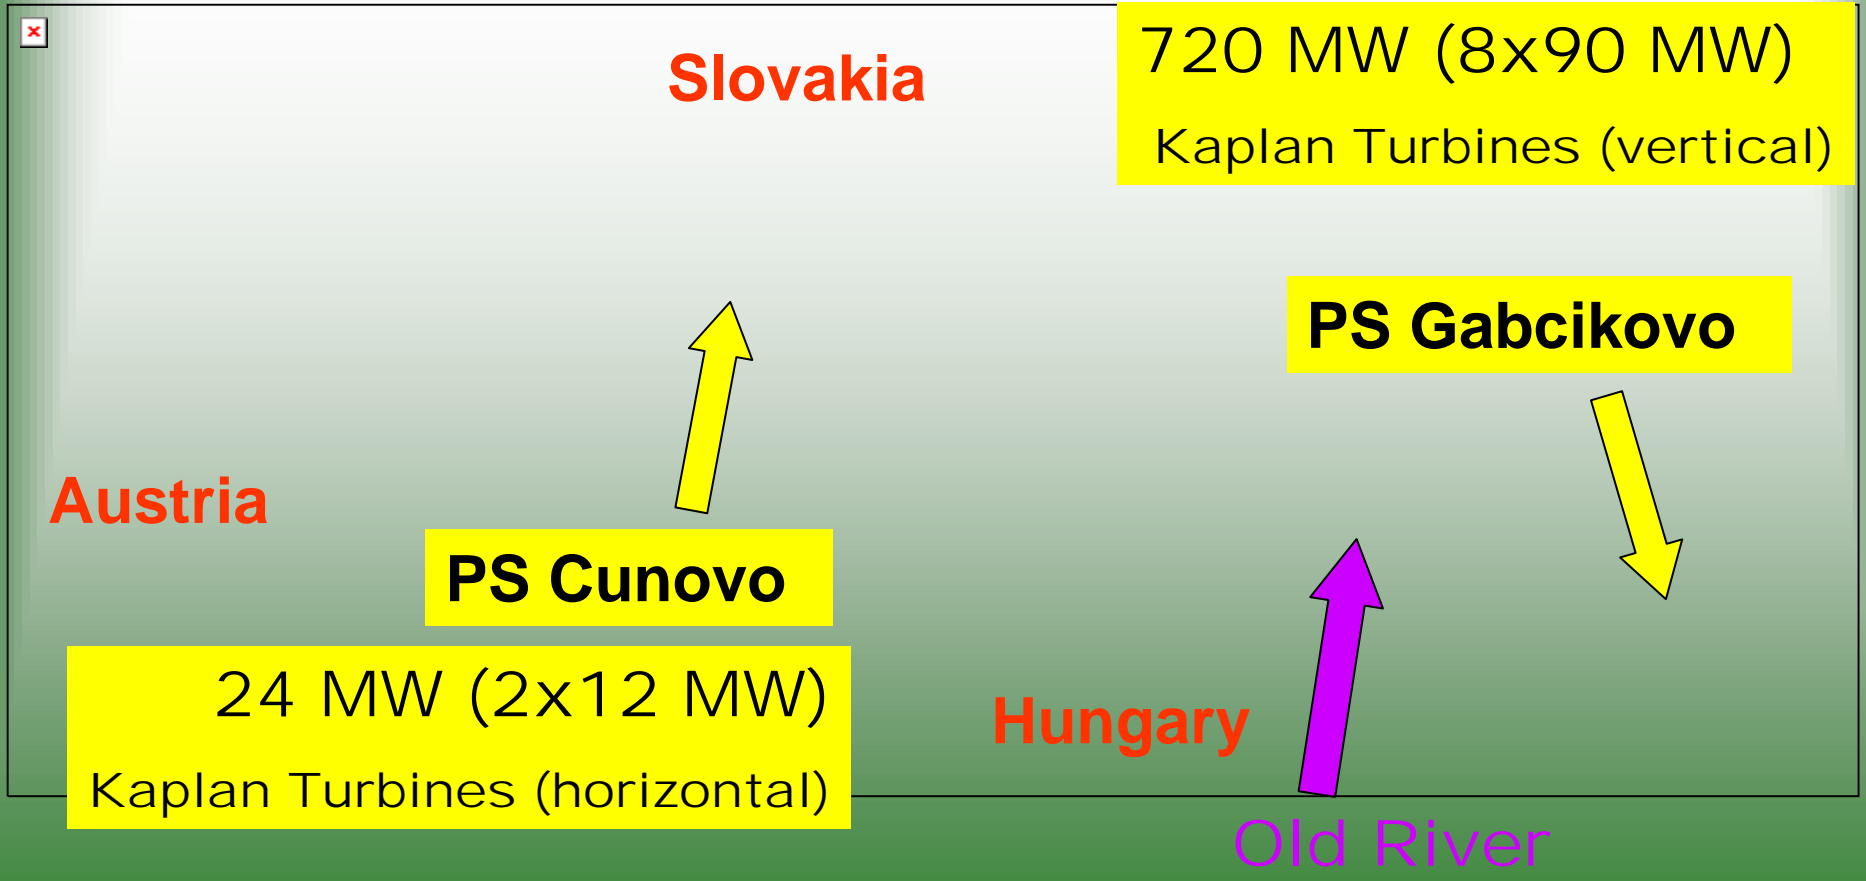 720 MW (8x90 MW)
Kaplan Turbines (vertical)
Slovakia
PS Gabcikovo
Austria
PS Cunovo
24 MW (2x12 MW)
Kaplan Turbines (horizontal)
Hungary
Old River